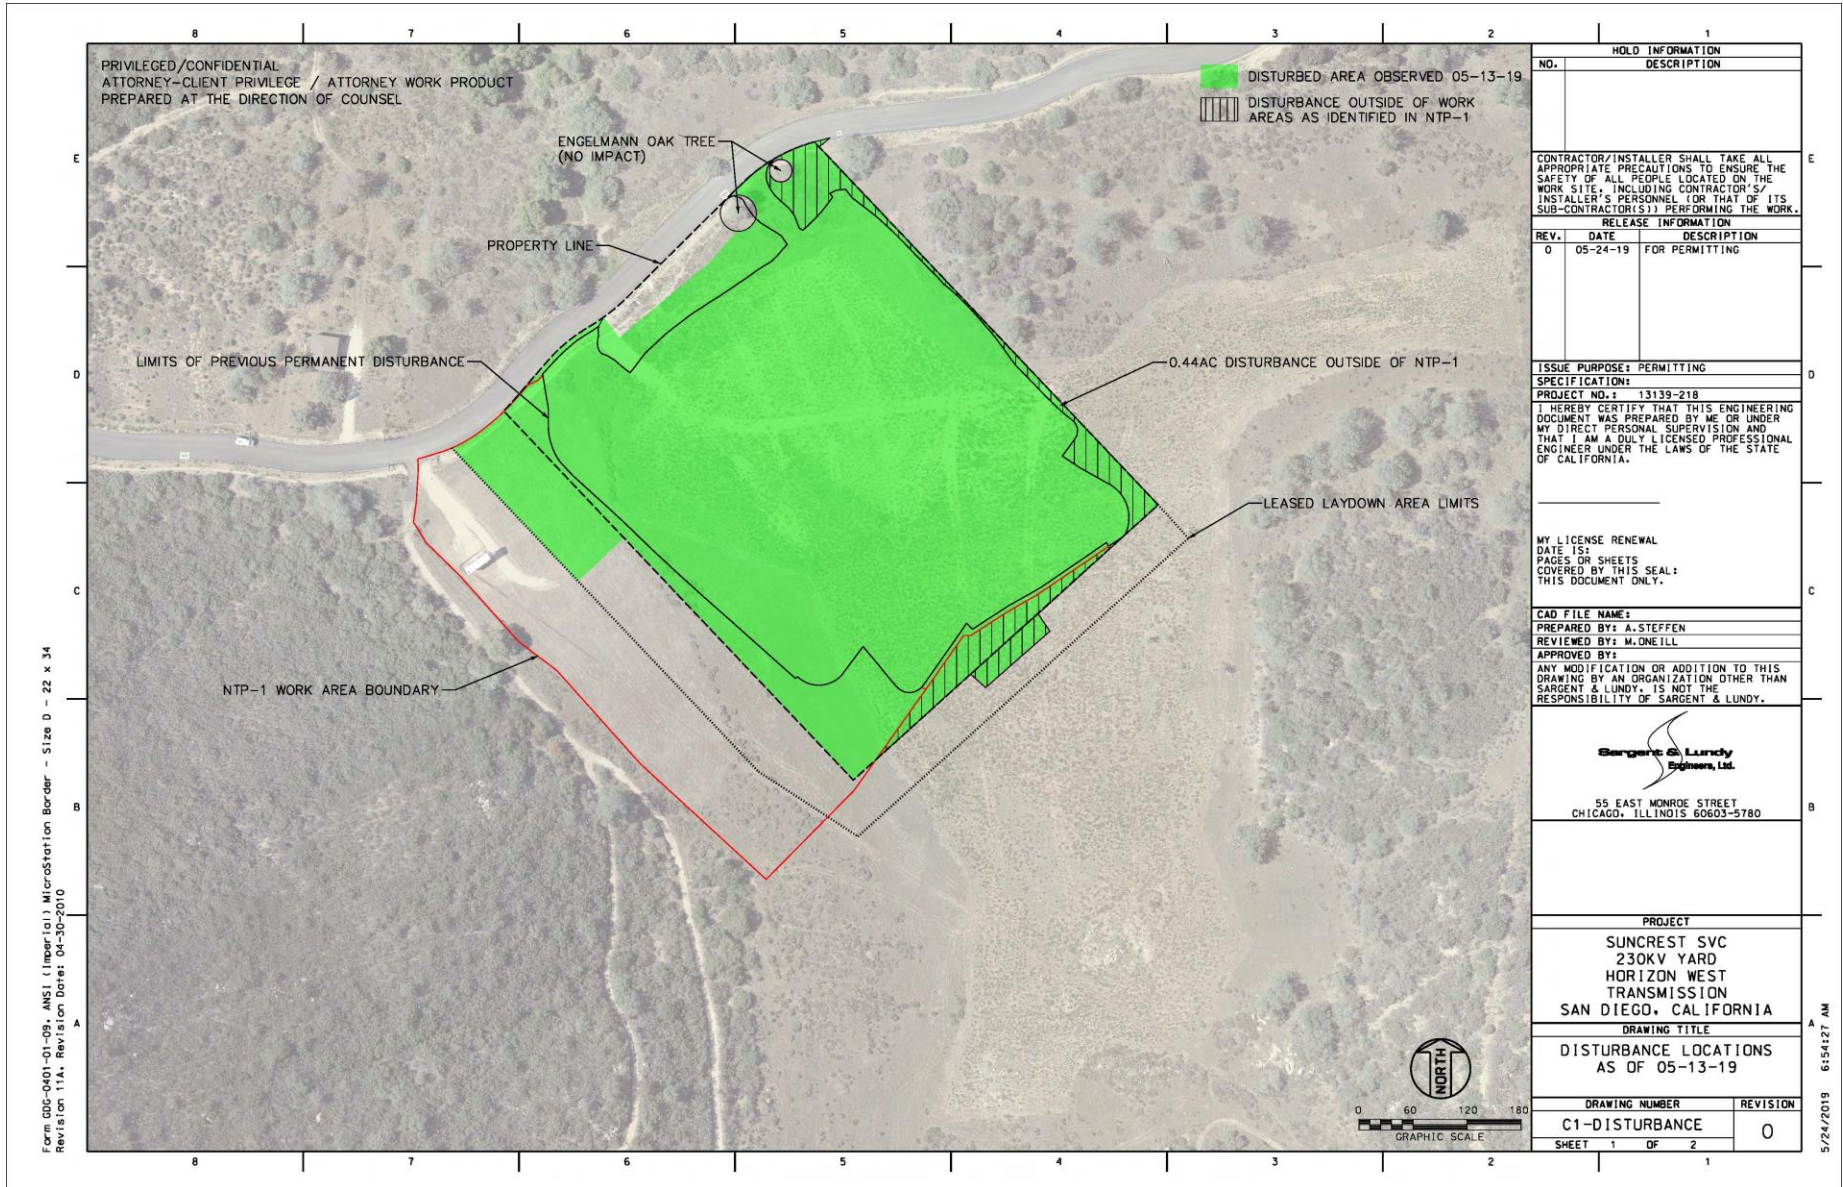 8 7 6 5 4 3 2 1
PRIVILEGED/CONFIDENTIAL
ATTORNEY-CLIENT PRIVILEGE / ATTORNEY WORK PRODUCT
PREPARED AT THE DIRECTION OF COUNSEL
DISTURBED AREA OBSERVED 05-13-19
DISTURBANCE OUTSIDE OF WORK
AREAS AS IDENTIFIED IN NTP-1
ENGELMANN OAK TREE
(NO IMPACT)
PROPERTY LINE
LIMITS OF PREVIOUS PERMANENT DISTURBANCE
0.44AC DISTURBANCE OUTSIDE OF NTP-1
LEASED LAYDOWN AREA LIMITS
NTP-1 WORK AREA BOUNDARY
NORTH
0 60 120 180
GRAPHIC SCALE
E
D
C
B
A
E
D
C
B
A
8 7 6 5 4 3 2 1
Form GDG-0401-01-09, ANSI (Imperial) MicroStation Border - Size D - 22 x 34
Revision 11A, Revision Date: 04-30-2010
HOLD INFORMATION
NO. DESCRIPTION
CONTRACTOR/INSTALLER SHALL TAKE ALL
APPROPRIATE PRECAUTIONS TO ENSURE THE
SAFETY OF ALL PEOPLE LOCATED ON THE
WORK SITE, INCLUDING CONTRACTOR'S/
INSTALLER'S PERSONNEL (OR THAT OF ITS
SUB-CONTRACTOR(S)) PERFORMING THE WORK.
RELEASE INFORMATION
REV. DATE DESCRIPTION
0 05-24-19 FOR PERMITTING
ISSUE PURPOSE: PERMITTING
SPECIFICATION:
PROJECT NO.: 13139-218
I HEREBY CERTIFY THAT THIS ENGINEERING
DOCUMENT WAS PREPARED BY ME OR UNDER
MY DIRECT PERSONAL SUPERVISION AND
THAT I AM A DULY LICENSED PROFESSIONAL
ENGINEER UNDER THE LAWS OF THE STATE
OF CALIFORNIA.
MY LICENSE RENEWAL
DATE IS:
PAGES OR SHEETS
COVERED BY THIS SEAL:
THIS DOCUMENT ONLY.
CAD FILE NAME:
PREPARED BY: A.STEFFEN
REVIEWED BY: M.ONEILL
APPROVED BY:
ANY MODIFICATION OR ADDITION TO THIS
DRAWING BY AN ORGANIZATION OTHER THAN
SARGENT & LUNDY, IS NOT THE
RESPONSIBILITY OF SARGENT & LUNDY.
Sargent & Lundy
Engineers, Ltd.
55 EAST MONROE STREET
CHICAGO, ILLINOIS 60603-5780
PROJECT
SUNCREST SVC
230KV YARD
HORIZON WEST
TRANSMISSION
SAN DIEGO, CALIFORNIA
DRAWING TITLE
DISTURBANCE LOCATIONS
AS OF 05-13-19
DRAWING NUMBER REVISION
C1-DISTURBANCE 0
SHEET 1 OF 2
5/24/2019 6:54:27 AM